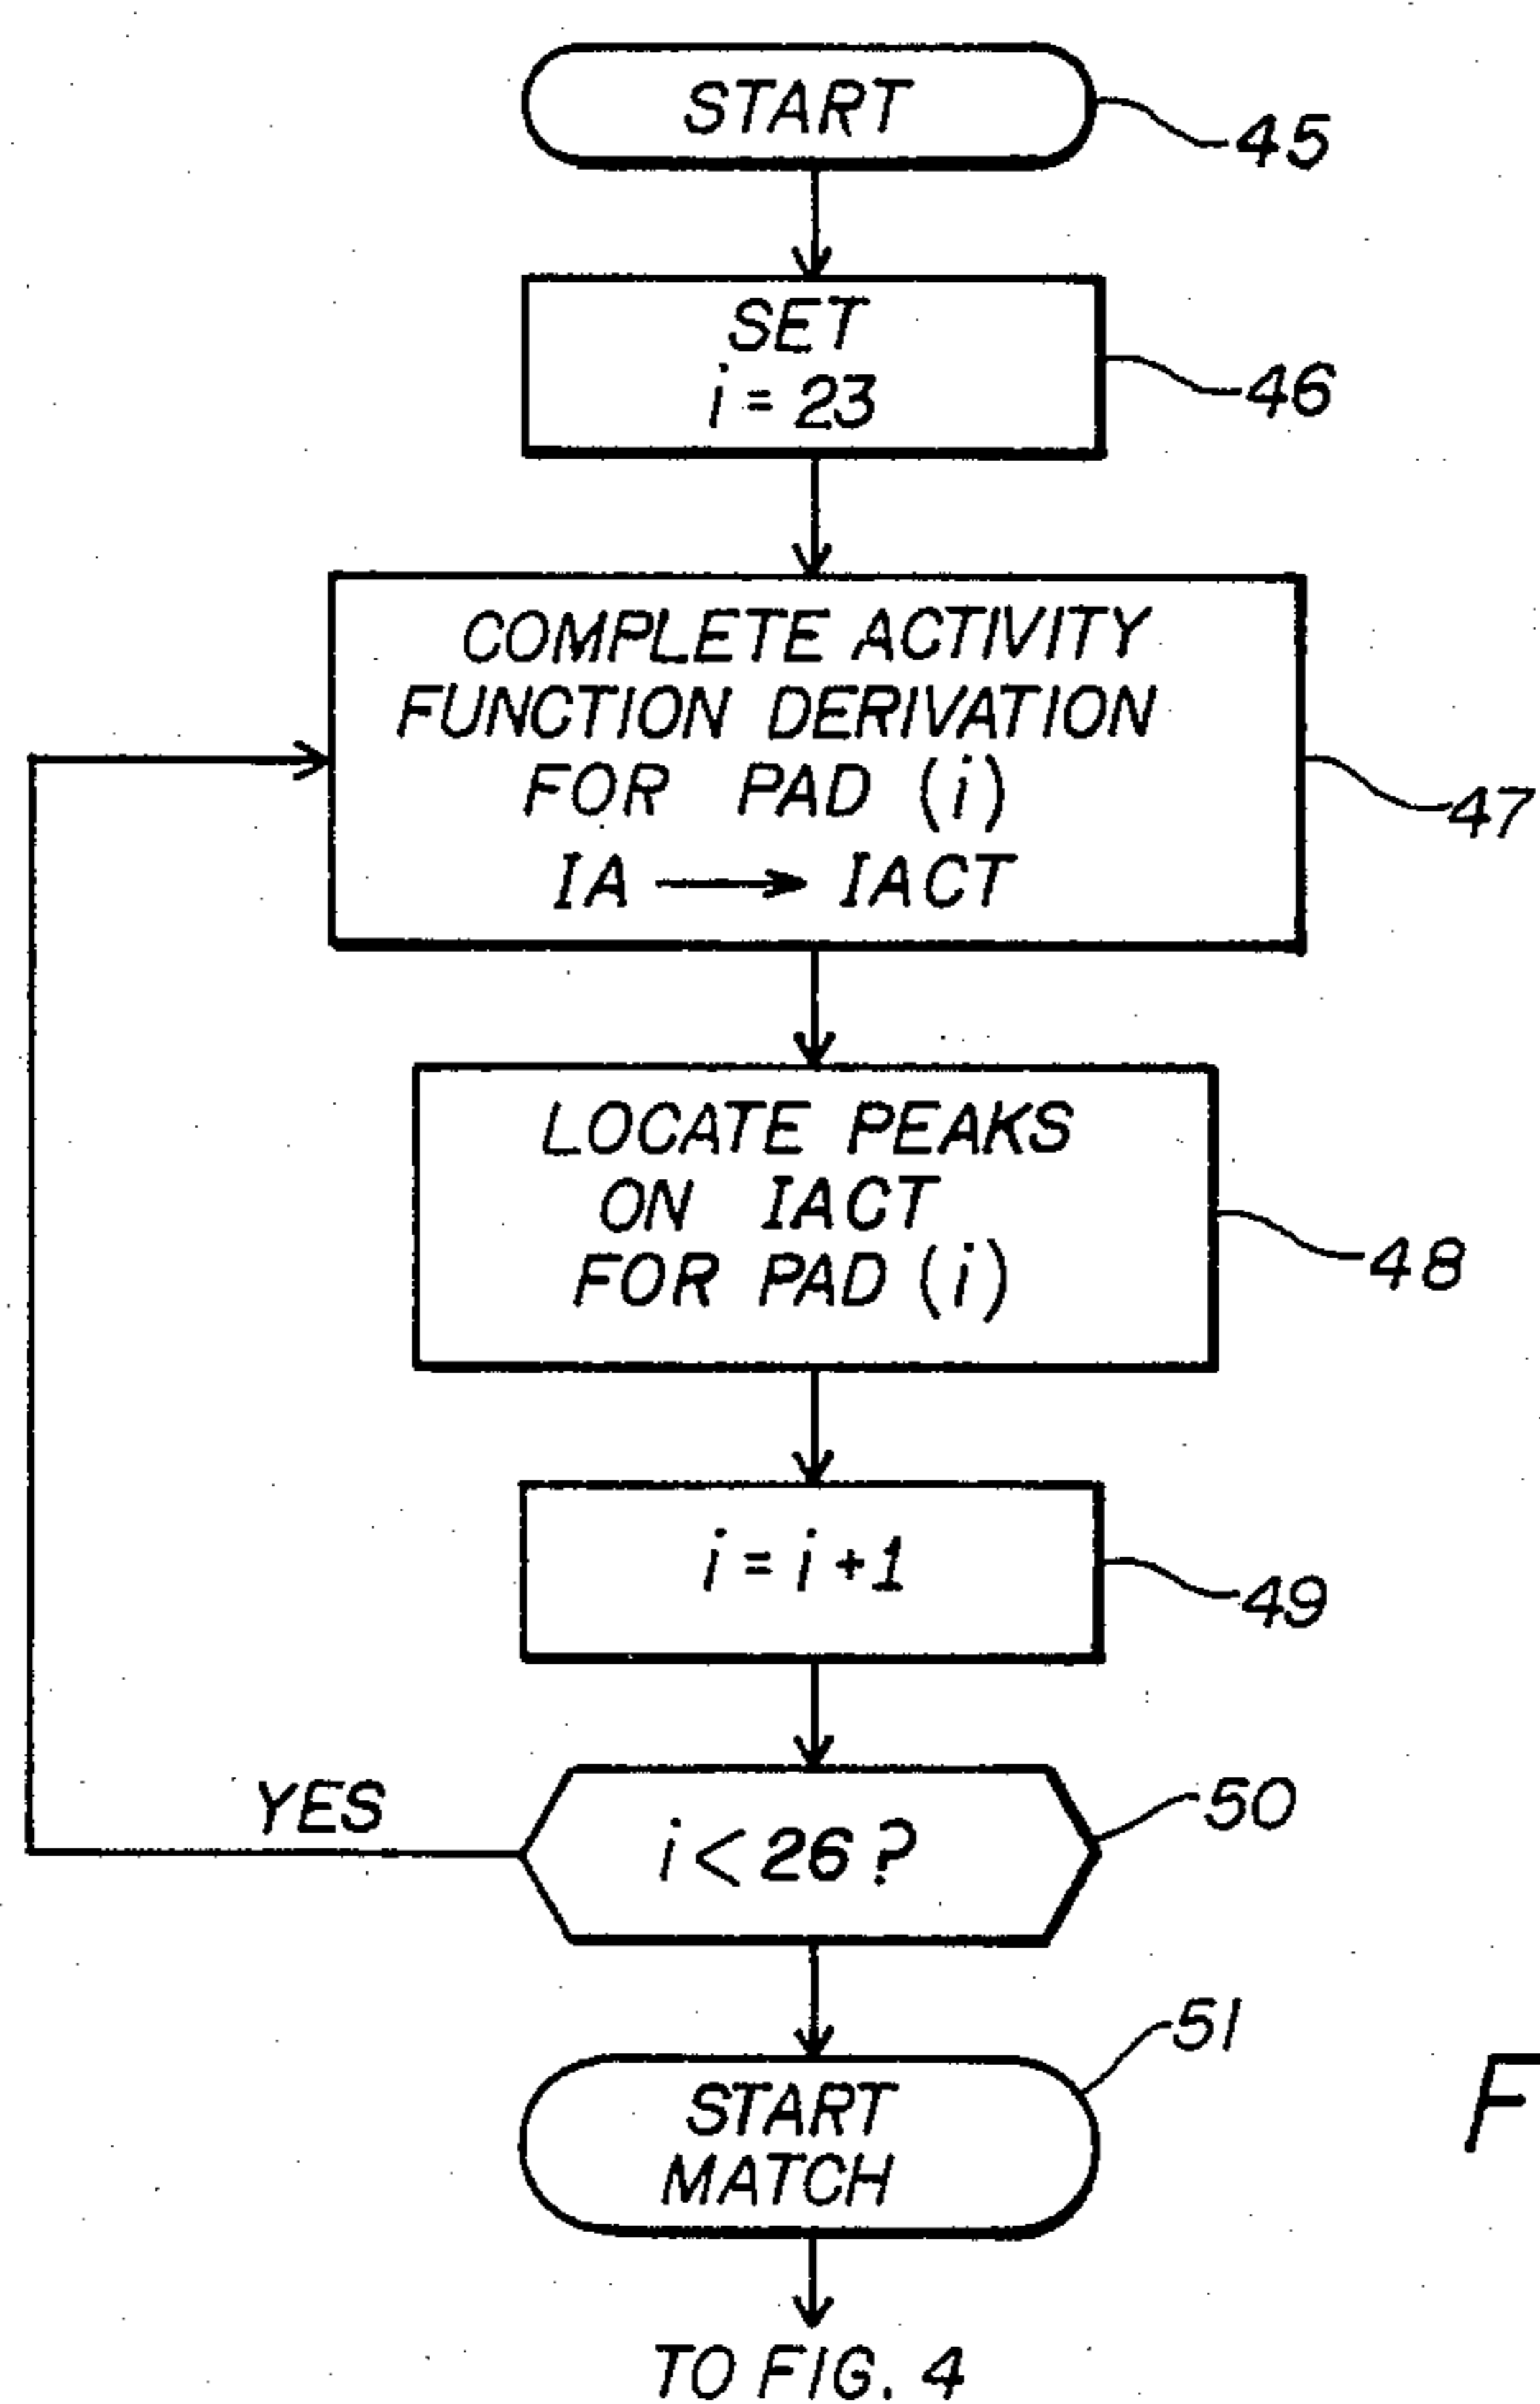 START
45
SET
i = 23
46
COMPLETE ACTIVITY
FUNCTION DERIVATION
FOR PAD (i)
IA → IACT
47
LOCATE PEAKS
ON IACT
FOR PAD (i)
48
i = i + 1
49
YES
i < 26 ?
50
START
MATCH
51
F
TO FIG. 4